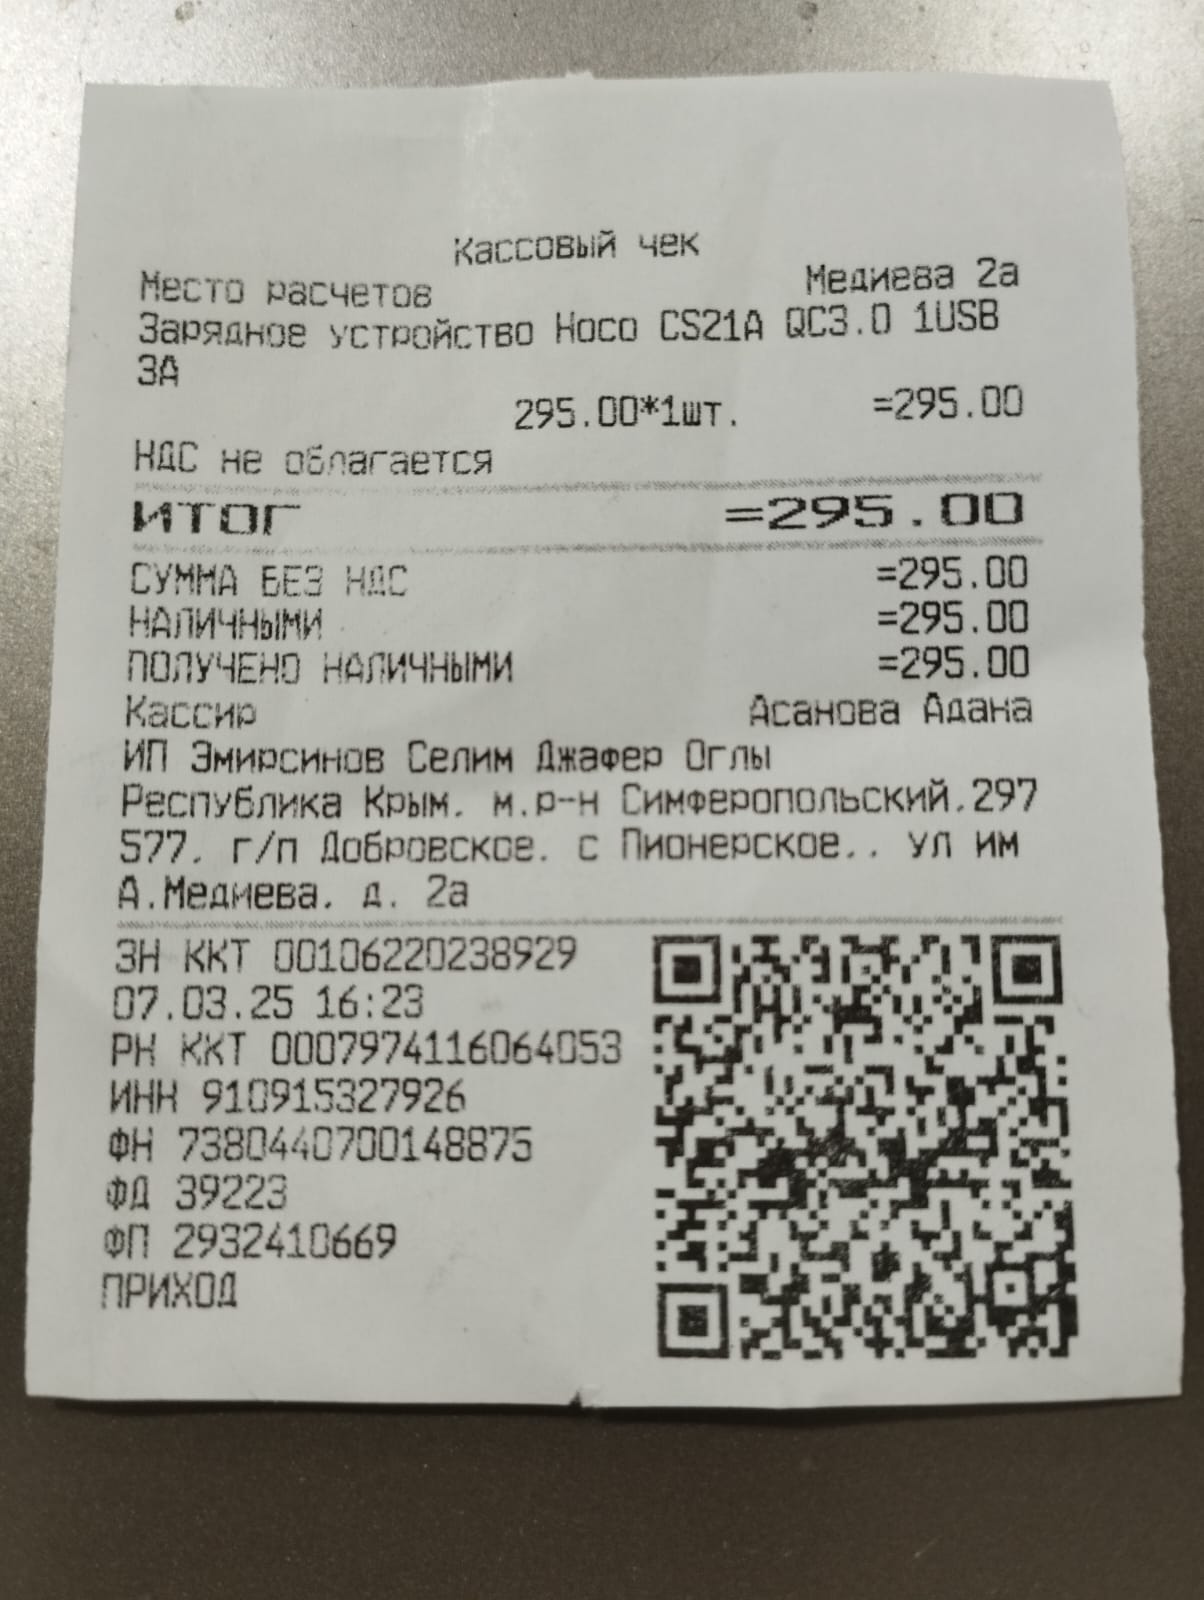 Кассовый чек
Место расчетов Медиева 2а
Зарядное устройство Hoco CS21A QC3.0 1USB
3А
295.00*1шт. =295.00
НДС не облагается
ИТОГ =295.00
СУММА БЕЗ НДС =295.00
НАЛИЧНЫМИ =295.00
ПОЛУЧЕНО НАЛИЧНЫМИ =295.00
Кассир Асанова Адана
ИП Эмирсинов Селим Джафер Оглы
Республика Крым, м.р-н Симферопольский,297
577, г/п Добровское, с Пионерское,, ул им
А.Медиева, д. 2а
ЗН ККТ 00106220238929
07.03.25 16:23
РН ККТ 0007974116064053
ИНН 910915327926
ФН 7380440700148875
ФД 39223
ФП 2932410669
ПРИХОД